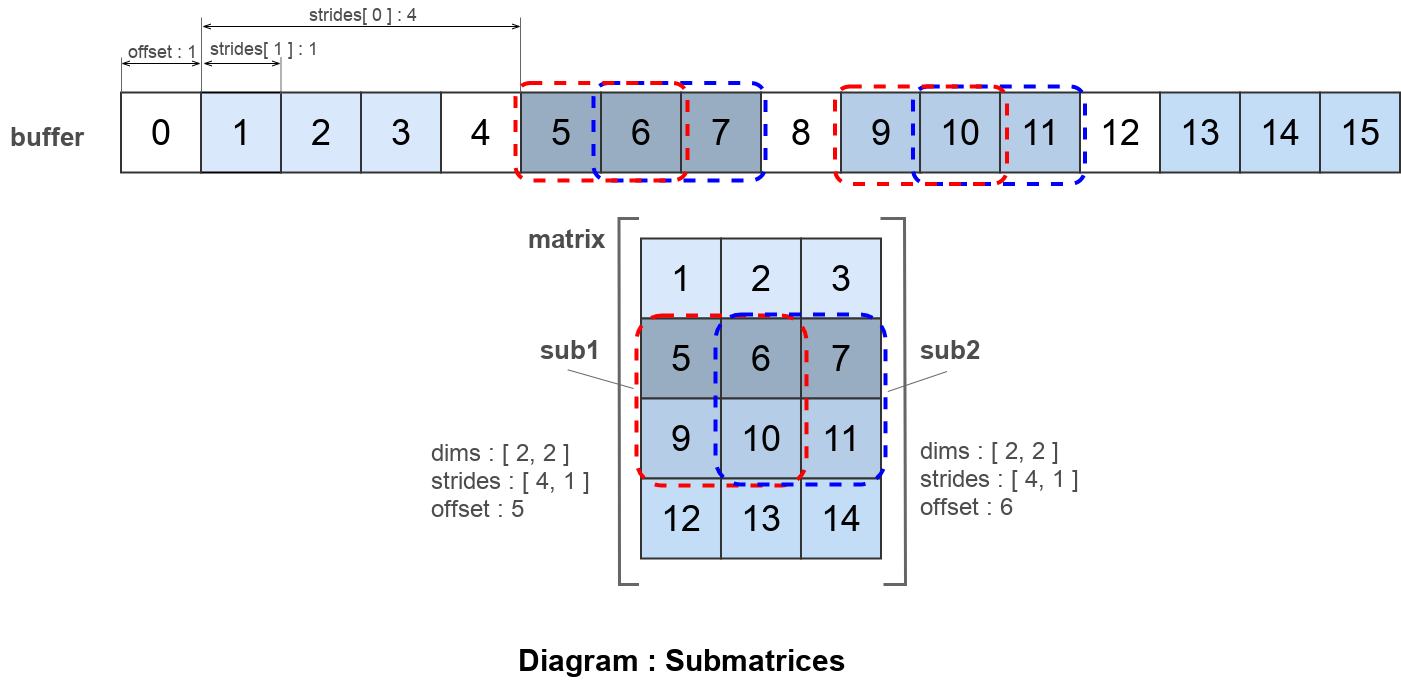 strides[ 0 ] : 4
offset : 1
strides[ 1 ] : 1
buffer
0 1 2 3 4 5 6 7 8 9 10 11 12 13 14 15
matrix
1 2 3
sub1
5 6 7
sub2
9 10 11
dims : [ 2, 2 ]
strides : [ 4, 1 ]
offset : 5
dims : [ 2, 2 ]
strides : [ 4, 1 ]
offset : 6
12 13 14
Diagram : Submatrices